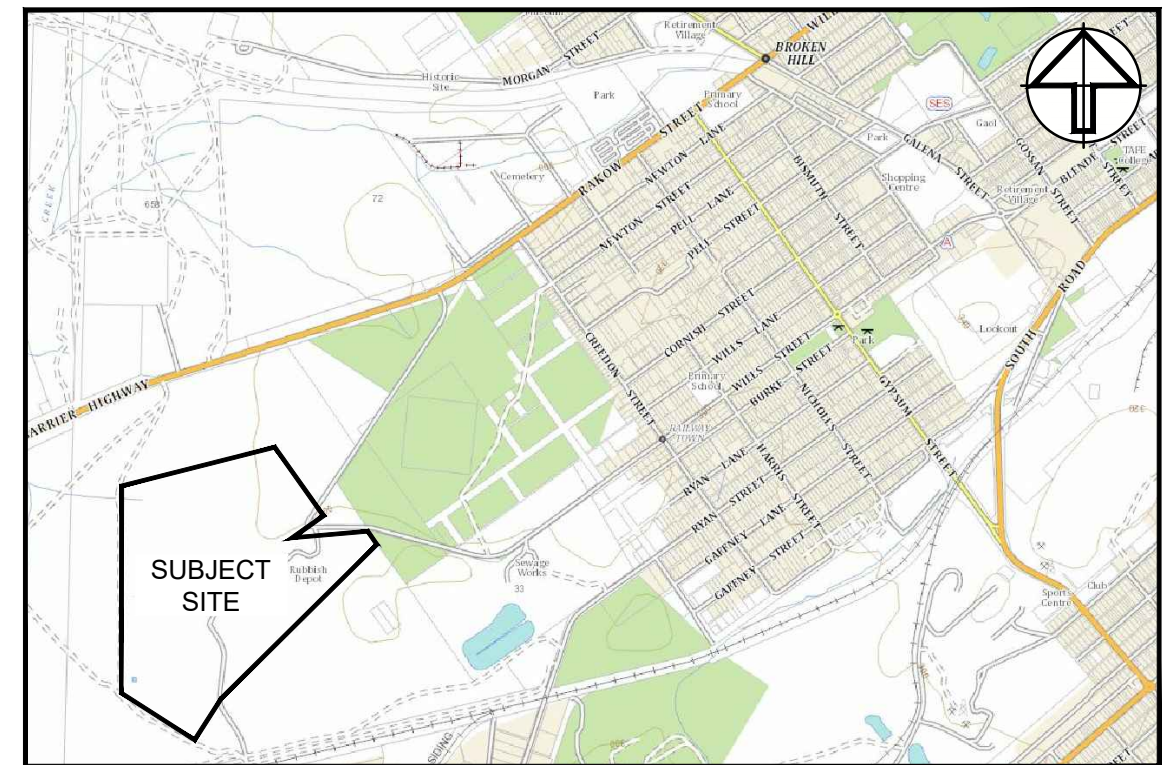 Museum
Retirement
Village
BROKEN
HILL
MORGAN STREET
Historic
Site
Park
Primary
School
SES
Gaol
Park
GALENA STREET
GOSSAN STREET
BLENDE STREET
TAFE
College
RAKOW STREET
NEWTON LANE
BISMUTH STREET
Shopping
Centre
Retirement
Village
Cemetery
NEWTON STREET
PELL LANE
PELL STREET
72
CREEK
A
ROAD
SOUTH
Lookout
CORNISH STREET
WILLS LANE
WILLS STREET
Park
CREEDON STREET
Primary
School
BURKE STREET
NICHOLLS STREET
GYPSUM STREET
BARRIER HIGHWAY
RAILWAY
TOWN
RYAN LANE
HARRIS STREET
RYAN STREET
GAFFNEY LANE
GAFFNEY STREET
SUBJECT
SITE
Rubbish
Depot
Sewage
Works
33
Sports
Centre
Club
SIDING